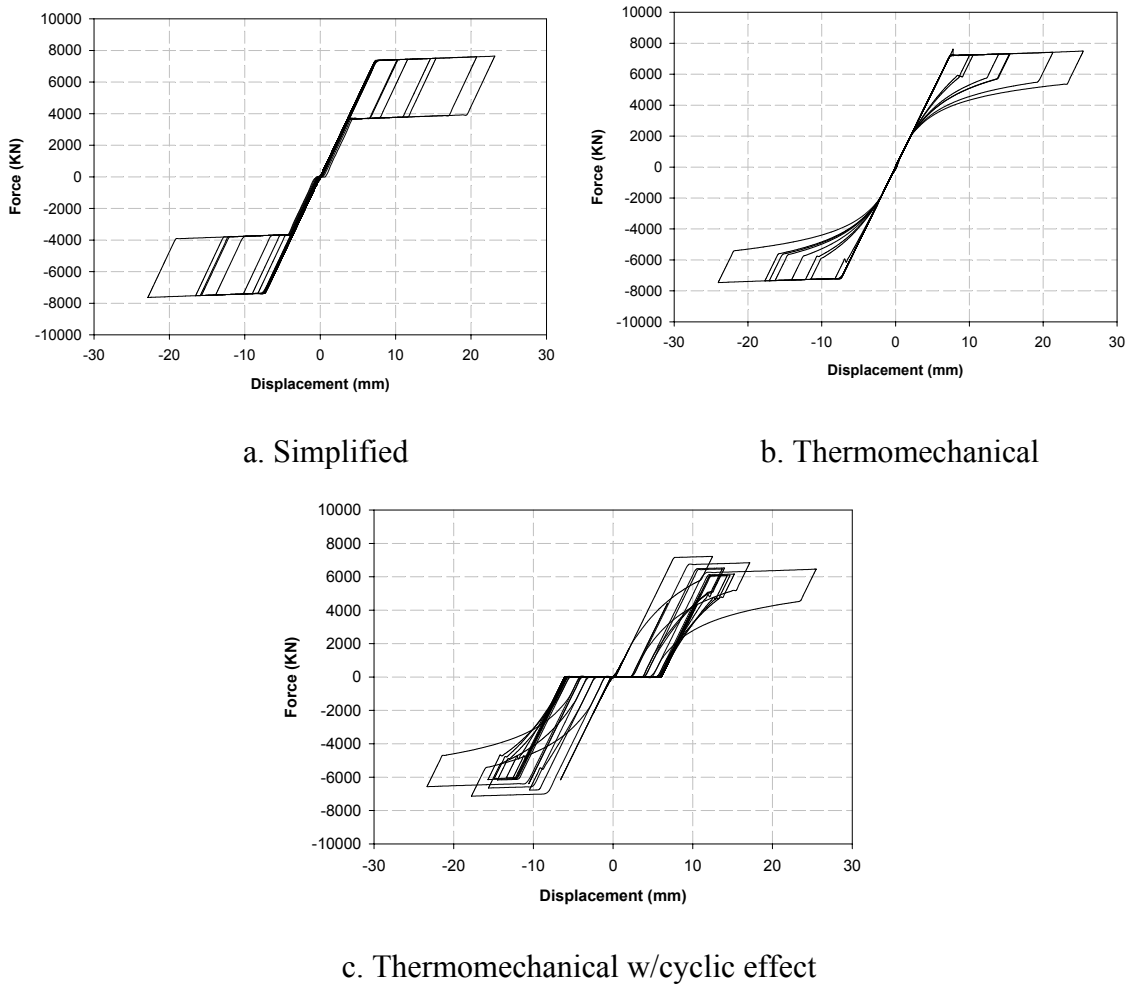 10000
8000
6000
4000
2000
0
-2000
-4000
-6000
-8000
-10000
Force (KN)
-30 -20 -10 0 10 20 30
Displacement (mm)
a. Simplified
10000
8000
6000
4000
2000
0
-2000
-4000
-6000
-8000
-10000
Force (KN)
-30 -20 -10 0 10 20 30
Displacement (mm)
b. Thermomechanical
10000
8000
6000
4000
2000
0
-2000
-4000
-6000
-8000
-10000
Force (KN)
-30 -20 -10 0 10 20 30
Displacement (mm)
c. Thermomechanical w/cyclic effect